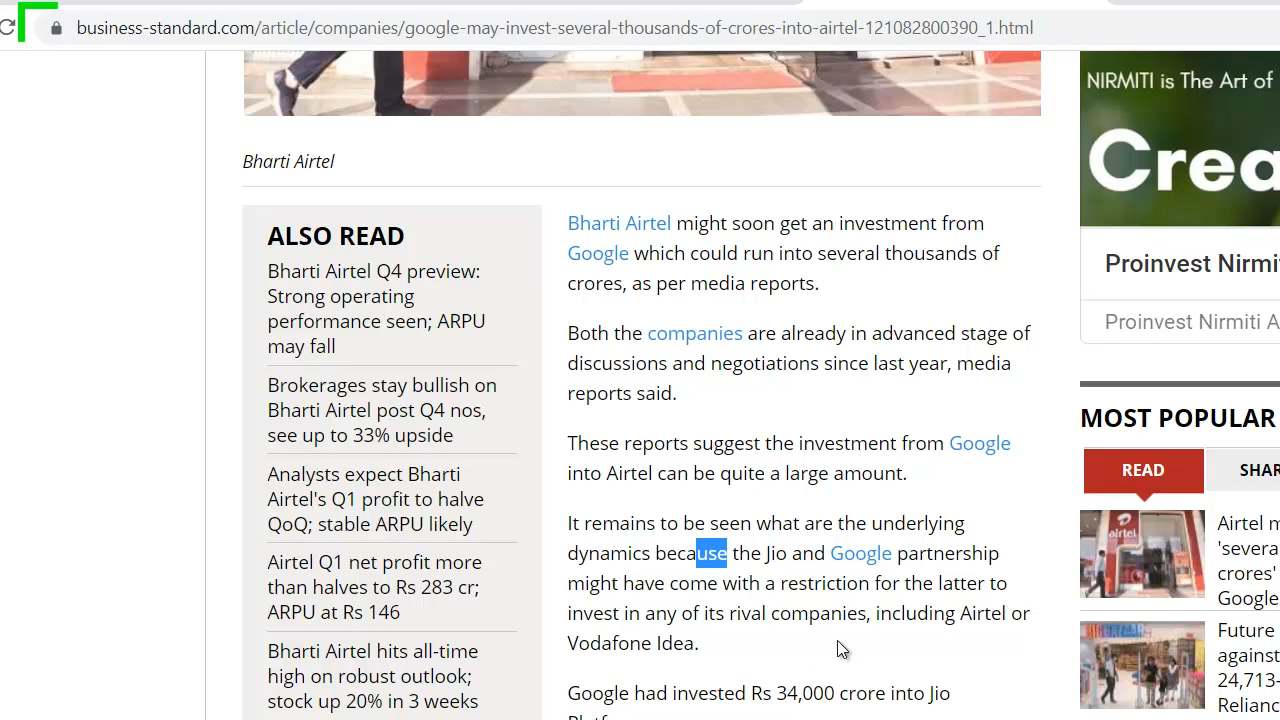 business-standard.com/article/companies/google-may-invest-several-thousands-of-crores-into-airtel-121082800390_1.html
Bharti Airtel
ALSO READ
Bharti Airtel Q4 preview:
Strong operating
performance seen; ARPU
may fall
Brokerages stay bullish on
Bharti Airtel post Q4 nos,
see up to 33% upside
Analysts expect Bharti
Airtel's Q1 profit to halve
QoQ; stable ARPU likely
Airtel Q1 net profit more
than halves to Rs 283 cr;
ARPU at Rs 146
Bharti Airtel hits all-time
high on robust outlook;
stock up 20% in 3 weeks
Bharti Airtel might soon get an investment from
Google which could run into several thousands of
crores, as per media reports.
Both the companies are already in advanced stage of
discussions and negotiations since last year, media
reports said.
These reports suggest the investment from Google
into Airtel can be quite a large amount.
It remains to be seen what are the underlying
dynamics because the Jio and Google partnership
might have come with a restriction for the latter to
invest in any of its rival companies, including Airtel or
Vodafone Idea.
Google had invested Rs 34,000 crore into Jio
NIRMITI is The Art of
Crea
Proinvest Nirmi
Proinvest Nirmiti A
MOST POPULAR
READ
SHAR
airtel
Airtel m
'severa
crores'
Google
Future
against
24,713-
Relianc